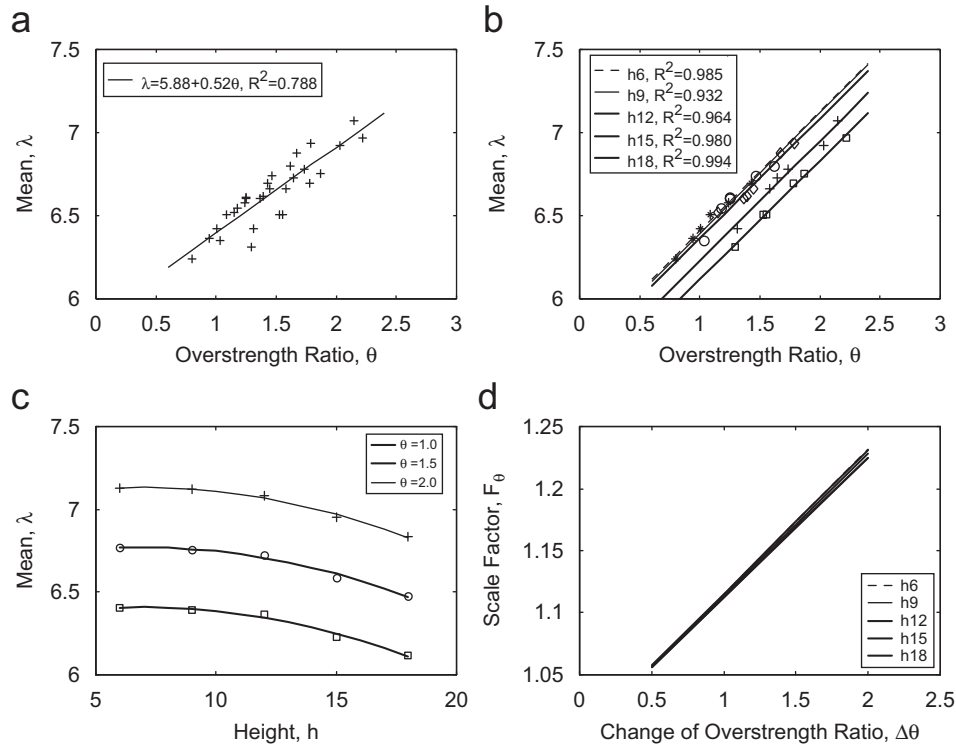 a
7.5
7
6.5
6
Mean, λ
λ=5.88+0.52θ, R²=0.788
0 0.5 1 1.5 2 2.5 3
Overstrength Ratio, θ
b
7.5
7
6.5
6
Mean, λ
h6, R²=0.985
h9, R²=0.932
h12, R²=0.964
h15, R²=0.980
h18, R²=0.994
0 0.5 1 1.5 2 2.5 3
Overstrength Ratio, θ
c
7.5
7
6.5
6
Mean, λ
θ =1.0
θ =1.5
θ =2.0
5 10 15 20
Height, h
d
1.25
1.2
1.15
1.1
1.05
Scale Factor, Fθ
h6
h9
h12
h15
h18
0 0.5 1 1.5 2 2.5
Change of Overstrength Ratio, Δθ